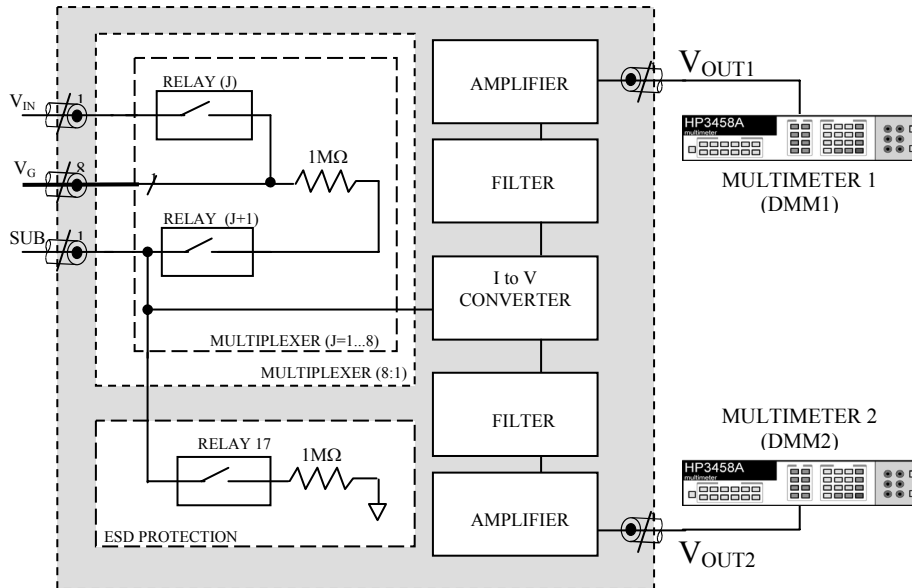 RELAY (J)
V_IN
1
1MΩ
V_G
8
1
RELAY (J+1)
SUB
1
MULTIPLEXER (J=1...8)
MULTIPLEXER (8:1)
RELAY 17
1MΩ
ESD PROTECTION
AMPLIFIER
FILTER
I to V
CONVERTER
FILTER
AMPLIFIER
V_OUT1
HP3458A
multimeter
MULTIMETER 1
(DMM1)
MULTIMETER 2
(DMM2)
HP3458A
multimeter
V_OUT2